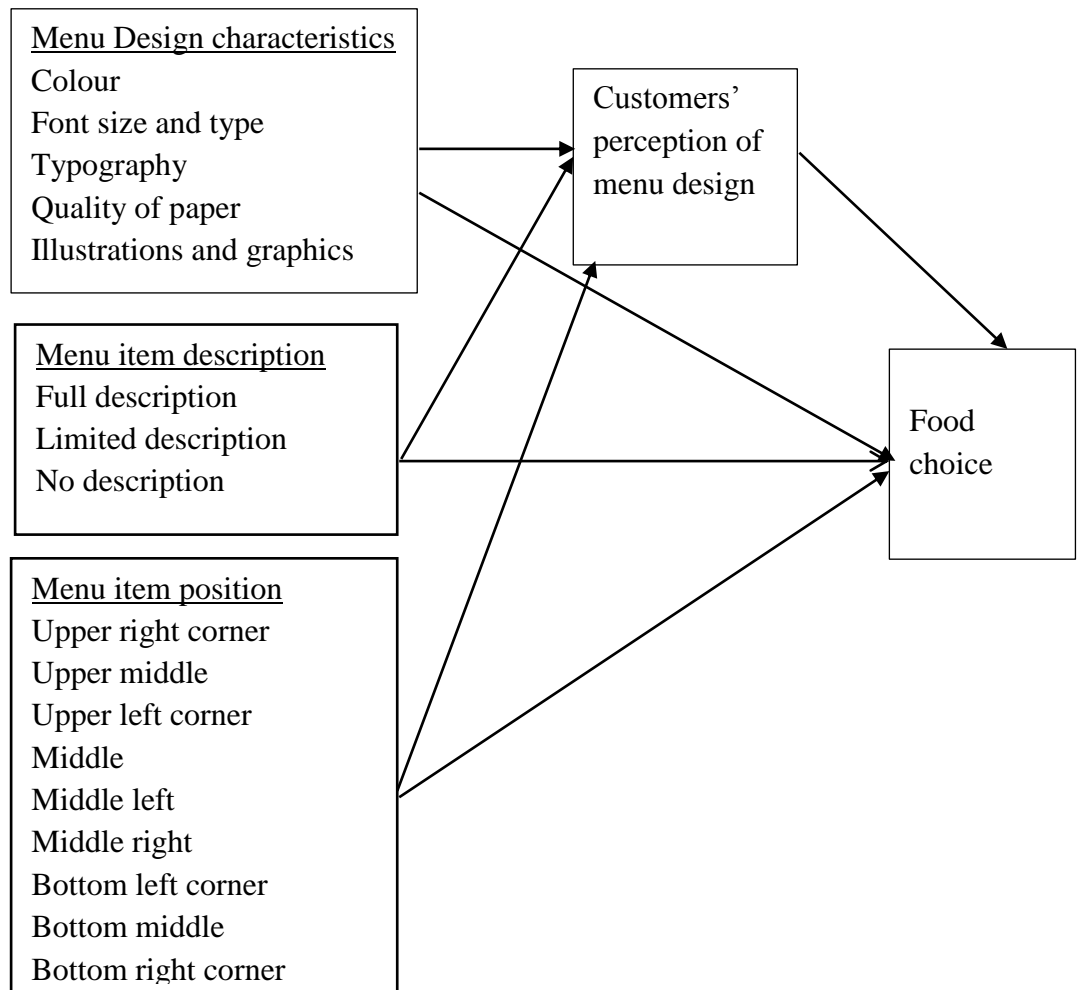 Menu Design characteristics
Colour
Font size and type
Typography
Quality of paper
Illustrations and graphics
Customers’
perception of
menu design
Menu item description
Full description
Limited description
No description
Food
choice
Menu item position
Upper right corner
Upper middle
Upper left corner
Middle
Middle left
Middle right
Bottom left corner
Bottom middle
Bottom right corner